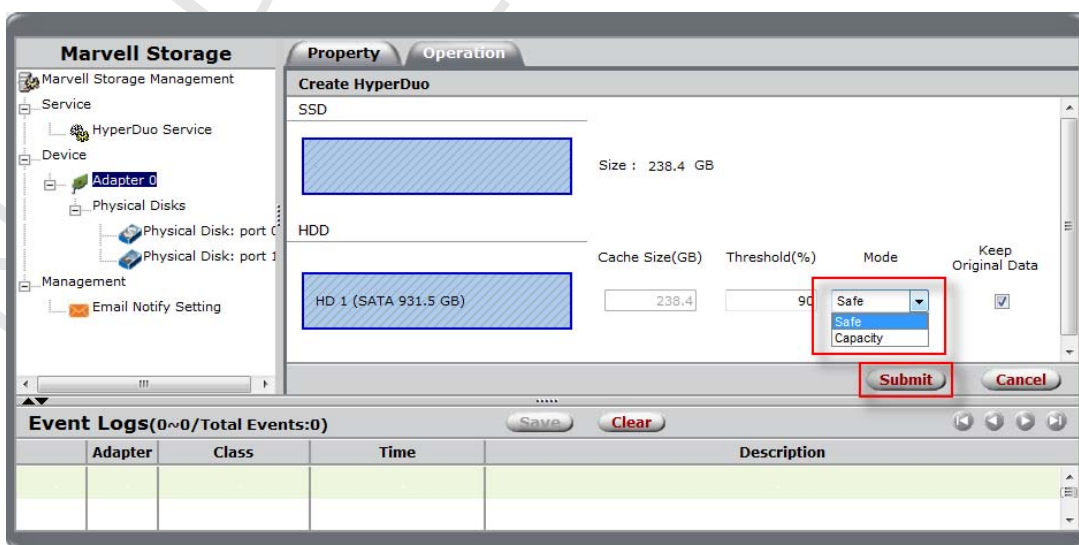 Marvell Storage
Property Operation
Marvell Storage Management
Service
HyperDuo Service
Device
Adapter 0
Physical Disks
Physical Disk: port 0
Physical Disk: port 1
Management
Email Notify Setting
Create HyperDuo
SSD
Size : 238.4 GB
HDD
Cache Size(GB) Threshold(%) Mode Keep Original Data
HD 1 (SATA 931.5 GB) 238.4 90 Safe
Safe
Capacity
Submit Cancel
Event Logs(0~0/Total Events:0) Save Clear
Adapter Class Time Description